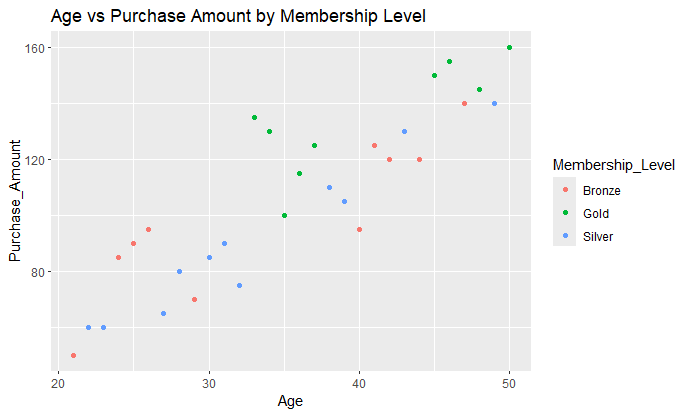 Age vs Purchase Amount by Membership Level
160
120
80
Purchase_Amount
20 30 40 50
Age
Membership_Level
Bronze
Gold
Silver